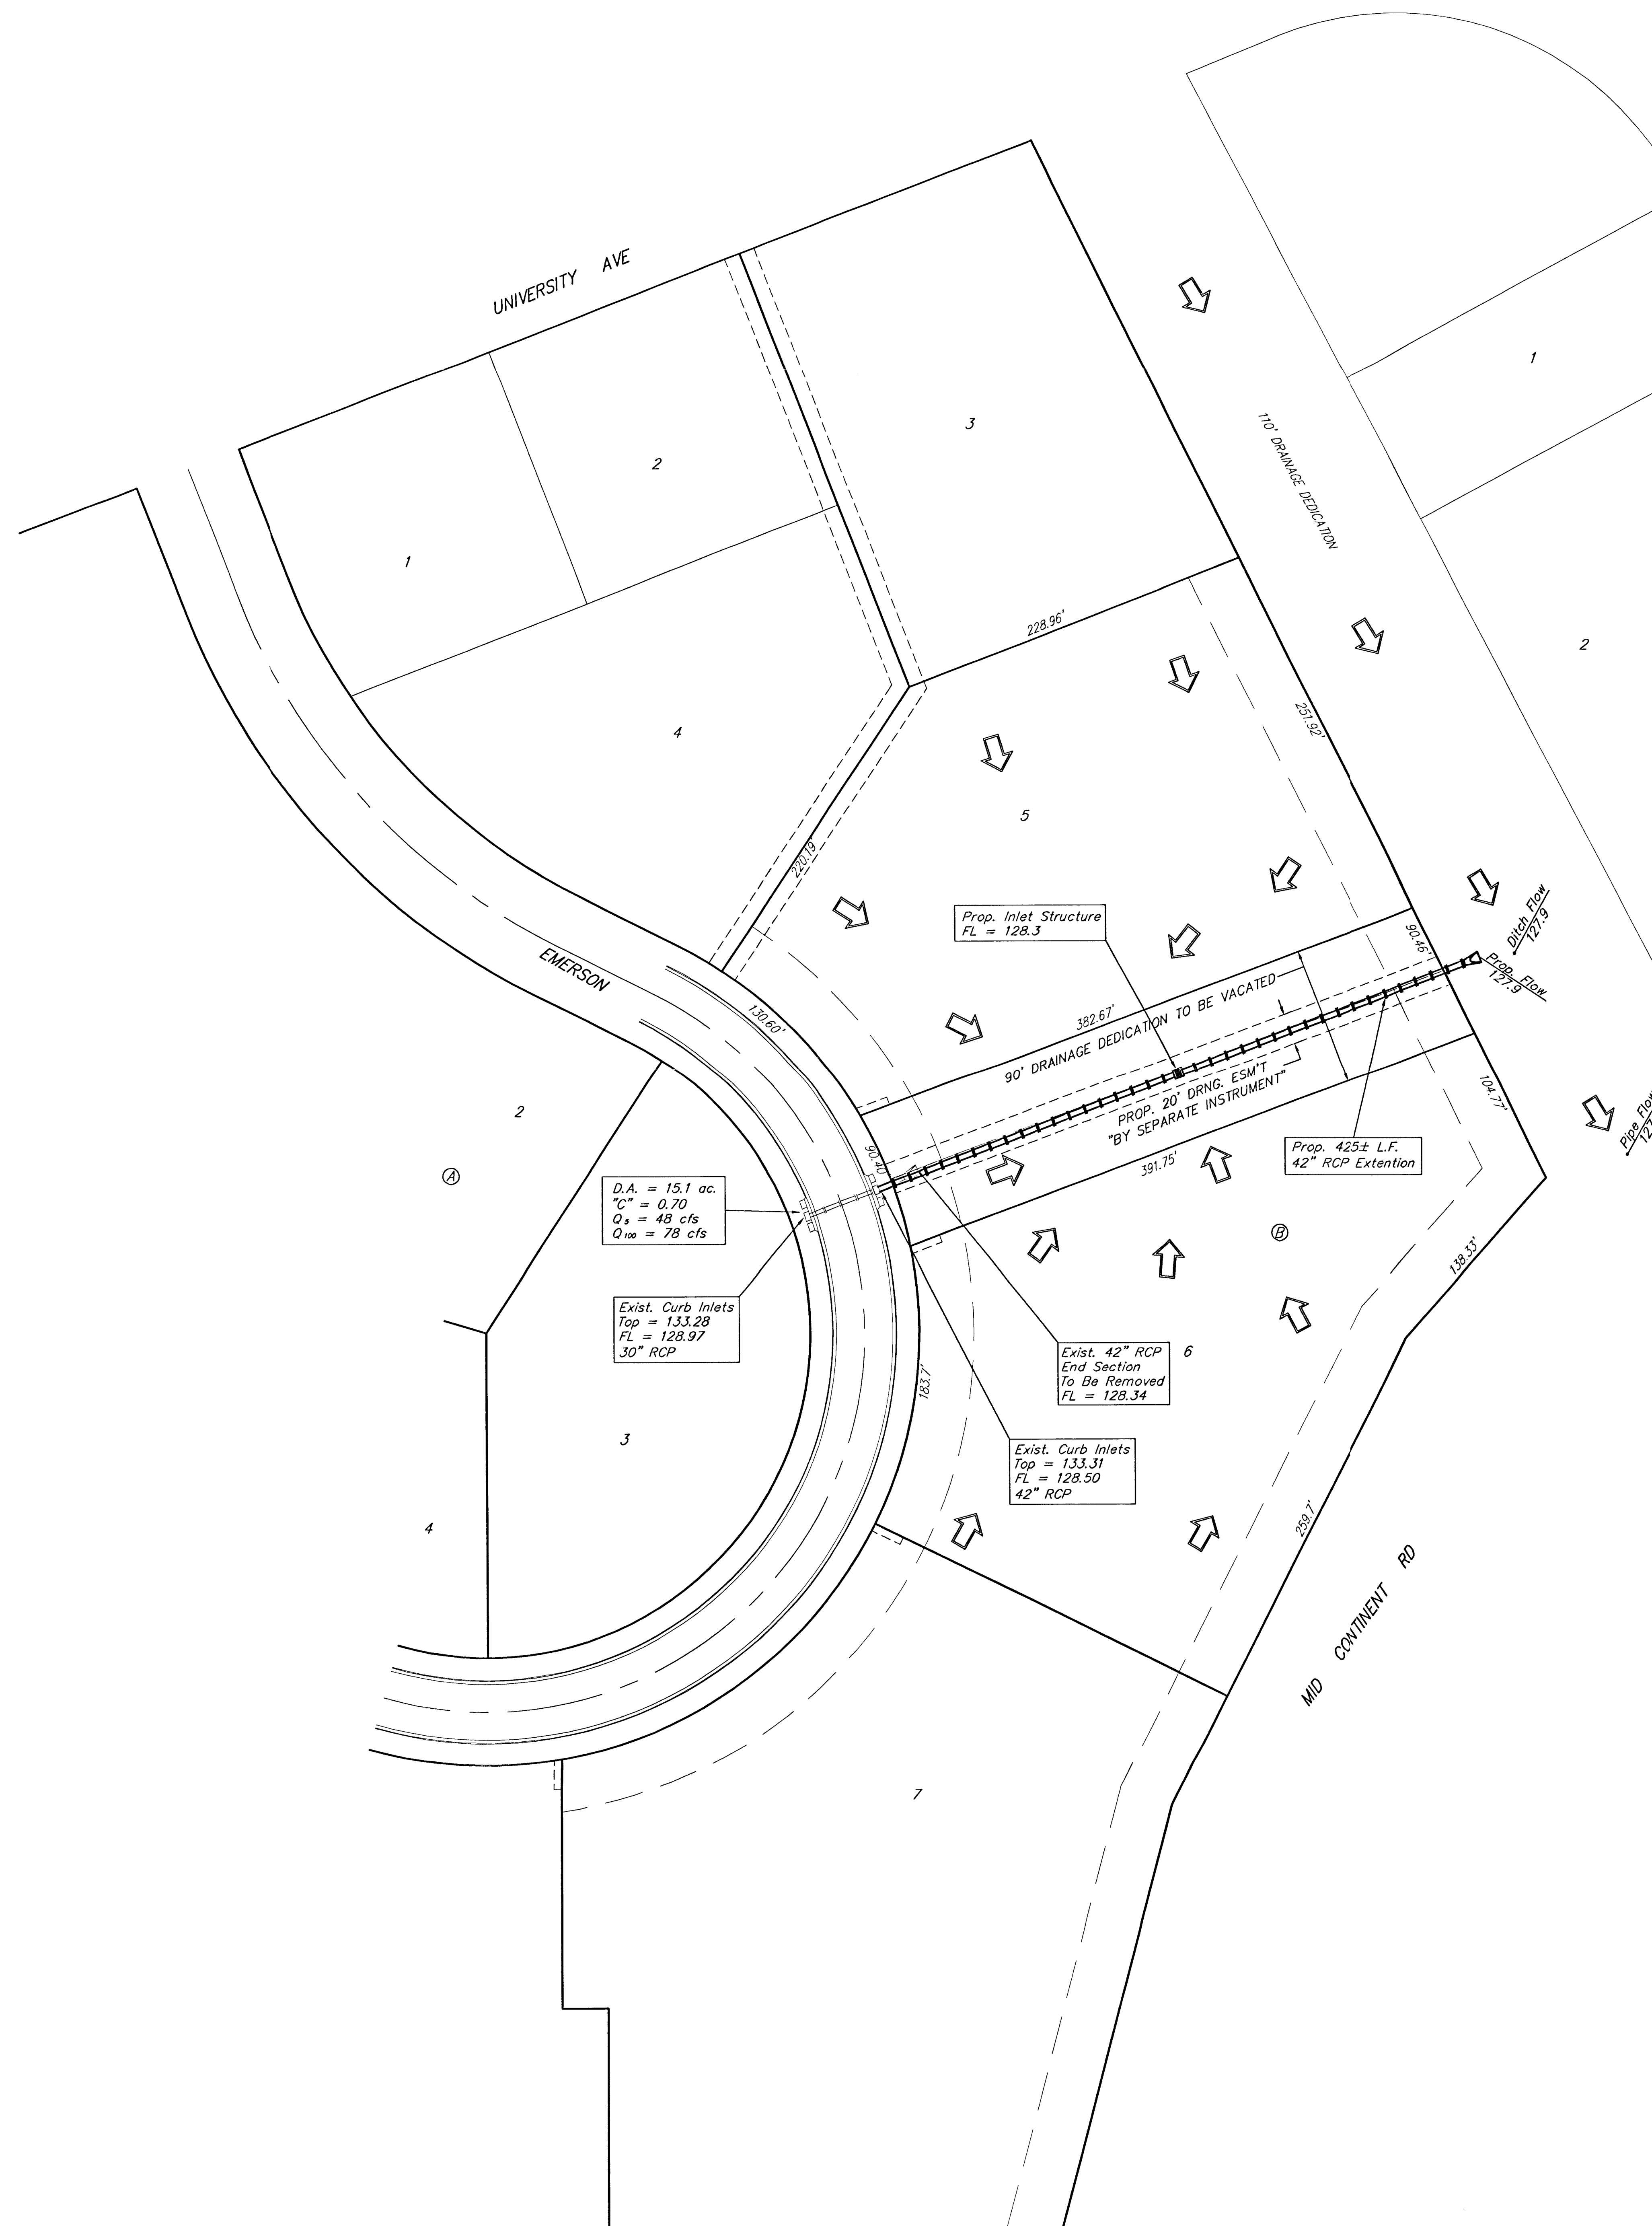 UNIVERSITY AVE
1
2
3
1
110' DRAINAGE DEDICATION
228.96'
2
4
251.92'
5
220.19'
Prop. Inlet Structure
FL = 128.3
90.46'
Ditch Flow
127.9
Prop. Flow
127.9
EMERSON
130.60'
382.67'
90' DRAINAGE DEDICATION TO BE VACATED
PROP. 20' DRNG. ESM'T
"BY SEPARATE INSTRUMENT"
391.75'
104.77'
Pipe Flow
2
A
90.40'
Prop. 425± L.F.
42" RCP Extention
D.A. = 15.1 ac.
"C" = 0.70
Q5 = 48 cfs
Q100 = 78 cfs
B
138.33'
Exist. Curb Inlets
Top = 133.28
FL = 128.97
30" RCP
Exist. 42" RCP
End Section
To Be Removed
FL = 128.34
6
183.7'
3
Exist. Curb Inlets
Top = 133.31
FL = 128.50
42" RCP
4
259.7'
MID CONTINENT RD
7